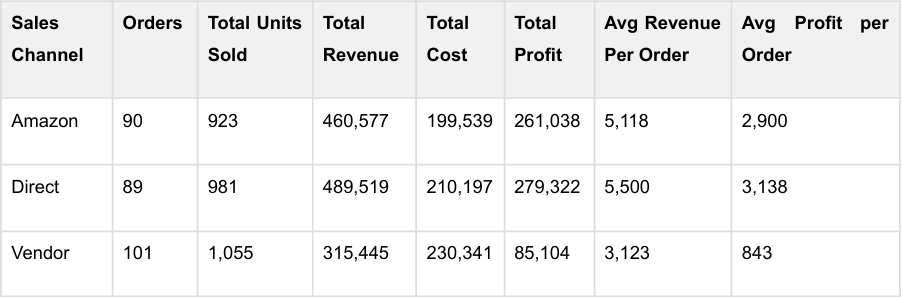 Sales Channel | Orders | Total Units Sold | Total Revenue | Total Cost | Total Profit | Avg Revenue Per Order | Avg Profit per Order
Amazon | 90 | 923 | 460,577 | 199,539 | 261,038 | 5,118 | 2,900
Direct | 89 | 981 | 489,519 | 210,197 | 279,322 | 5,500 | 3,138
Vendor | 101 | 1,055 | 315,445 | 230,341 | 85,104 | 3,123 | 843